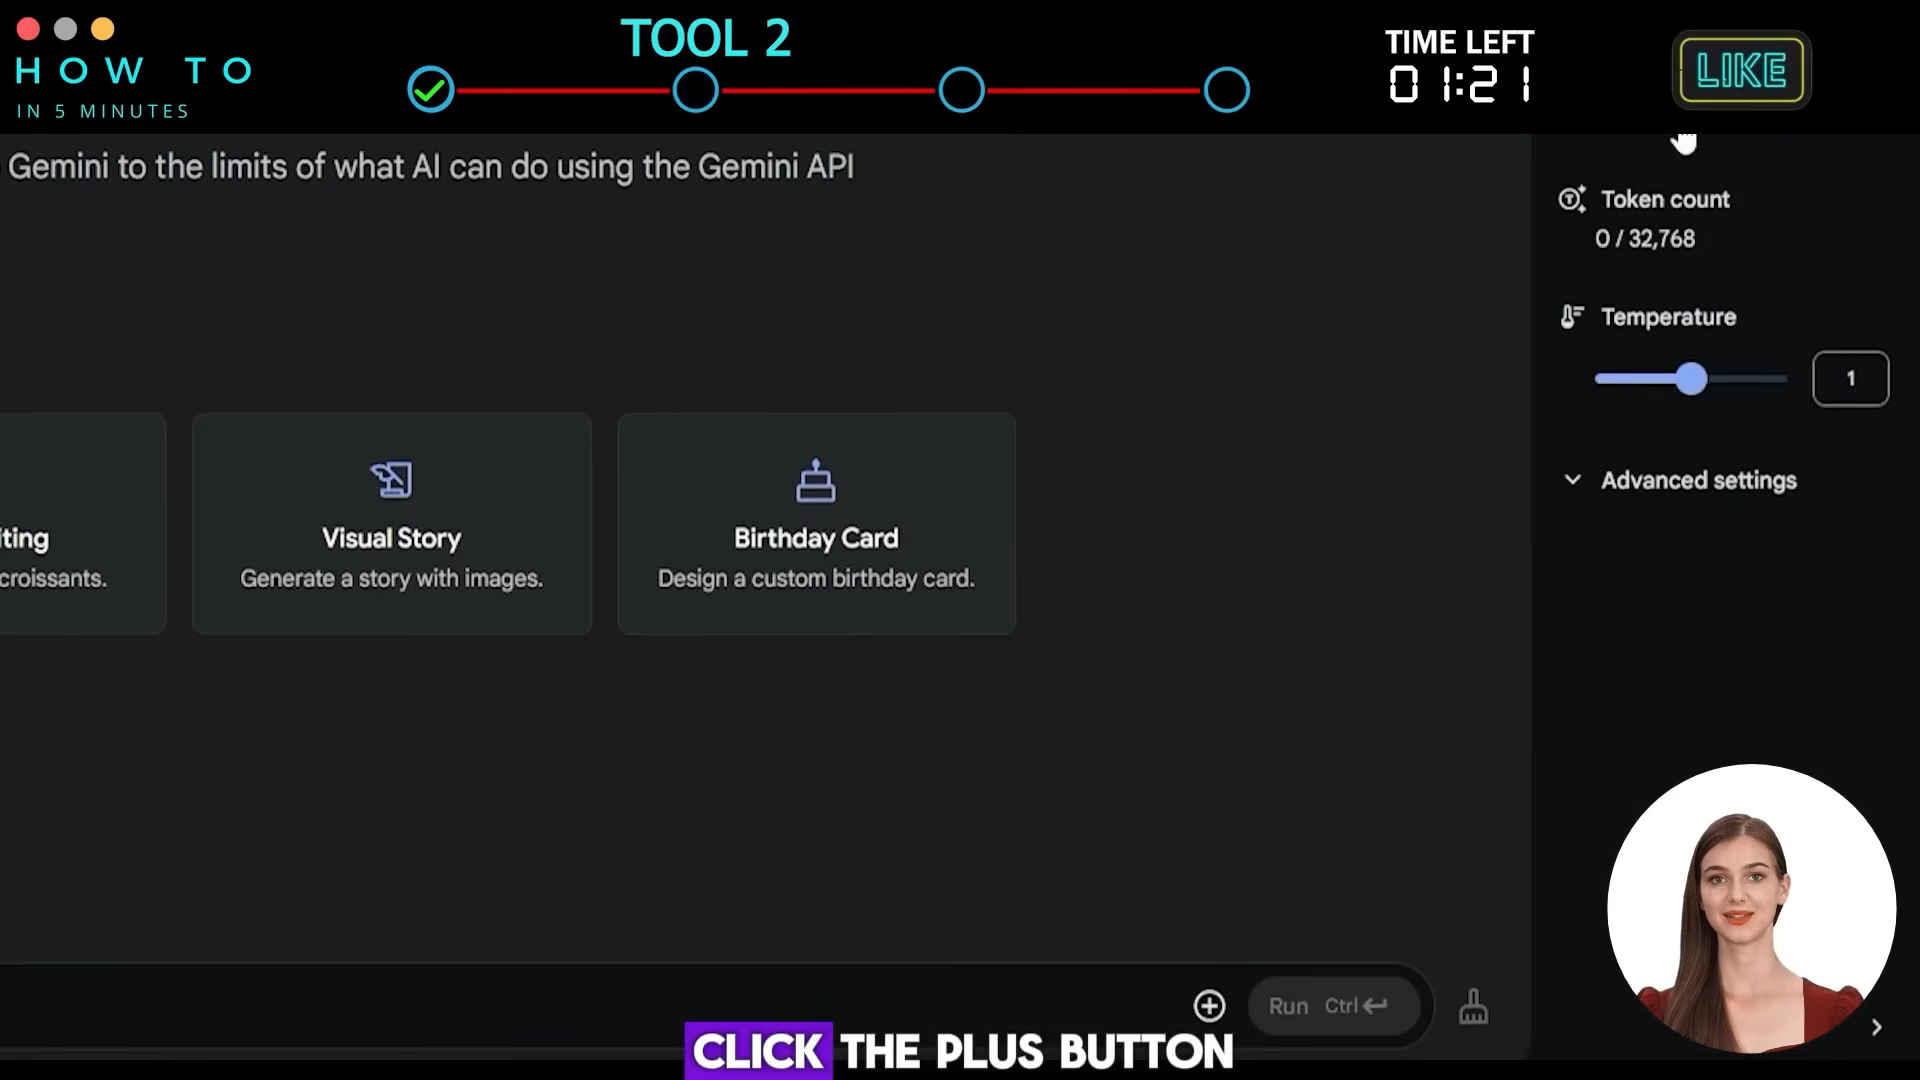 HOW TO
IN 5 MINUTES
TOOL 2
TIME LEFT
01:21
LIKE
Gemini to the limits of what AI can do using the Gemini API
Token count
0 / 32,768
Temperature
1
Advanced settings
iting
croissants.
Visual Story
Generate a story with images.
Birthday Card
Design a custom birthday card.
Run Ctrl
CLICK THE PLUS BUTTON